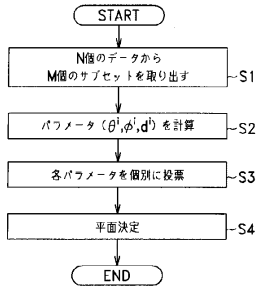 START
N個のデータから
M個のサブセットを取り出す
S1
パラメータ(θⁱ,φⁱ,dⁱ)を計算
S2
各パラメータを個別に投票
S3
平面決定
S4
END